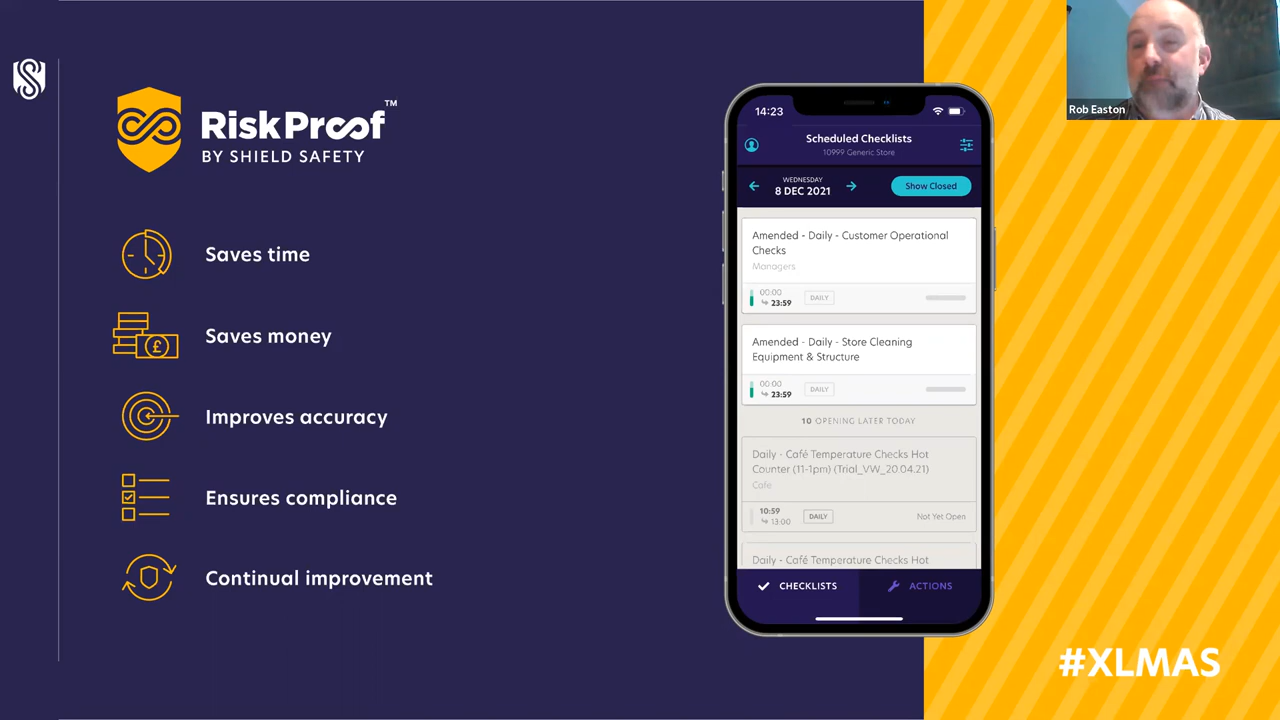 RiskProof™
BY SHIELD SAFETY
Saves time
Saves money
£
Improves accuracy
Ensures compliance
Continual improvement
14:23
Scheduled Checklists
10999 Generic Store
WEDNESDAY
8 DEC 2021
Show Closed
Amended - Daily - Customer Operational
Checks
Managers
00:00
23:59
DAILY
Amended - Daily - Store Cleaning
Equipment & Structure
00:00
23:59
DAILY
10 OPENING LATER TODAY
Daily - Café Temperature Checks Hot
Counter (11-1pm) (Trial_VW_20.04.21)
Cafe
10:59
13:00
DAILY
Not Yet Open
Daily - Café Temperature Checks Hot
CHECKLISTS
ACTIONS
Rob Easton
#XLMAS